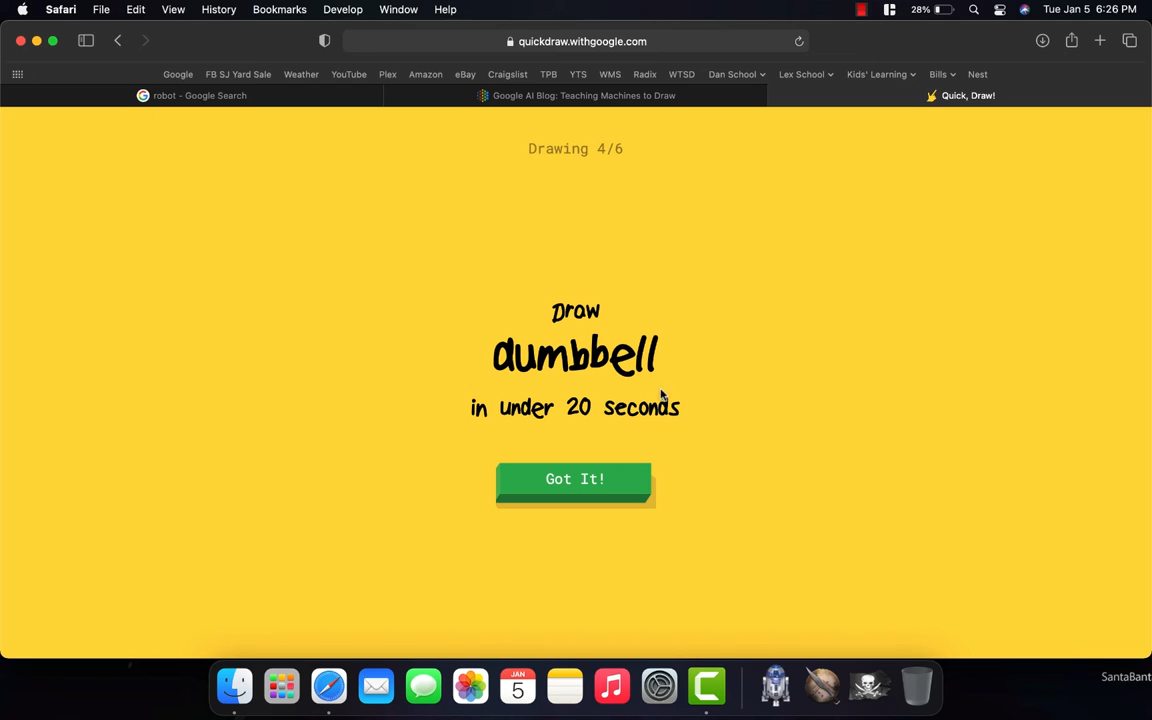 Safari File Edit View History Bookmarks Develop Window Help 28% Tue Jan 5 6:26 PM
quickdraw.withgoogle.com
Google FB SJ Yard Sale Weather YouTube Plex Amazon eBay Craigslist TPB YTS WMS Radix WTSD Dan School Lex School Kids' Learning Bills Nest
robot - Google Search Google AI Blog: Teaching Machines to Draw Quick, Draw!
Drawing 4/6
Draw
dumbbell
in under 20 seconds
Got It!
JAN
5
SantaBant